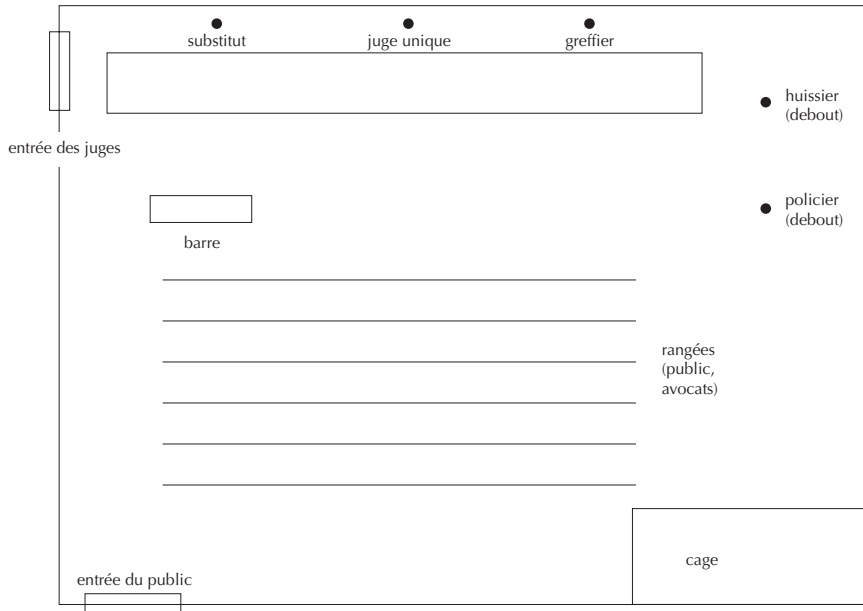 substitut
juge unique
greffier
huissier
(debout)
entrée des juges
policier
(debout)
barre
rangées
(public,
avocats)
cage
entrée du public